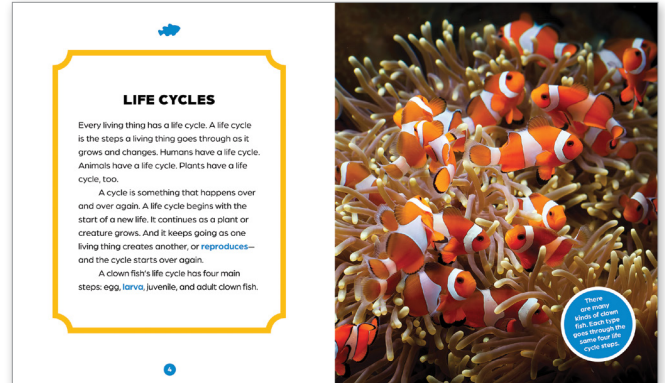 LIFE CYCLES
Every living thing has a life cycle. A life cycle
is the steps a living thing goes through as it
grows and changes. Humans have a life cycle.
Animals have a life cycle. Plants have a life
cycle, too.
A cycle is something that happens over
and over again. A life cycle begins with the
start of a new life. It continues as a plant or
creature grows. And it keeps going as one
living thing creates another, or reproduces—
and the cycle starts over again.
A clown fish's life cycle has four main
steps: egg, larva, juvenile, and adult clown fish.
4
There
are many
kinds of clown
fish. Each type
goes through the
same four life
cycle steps.